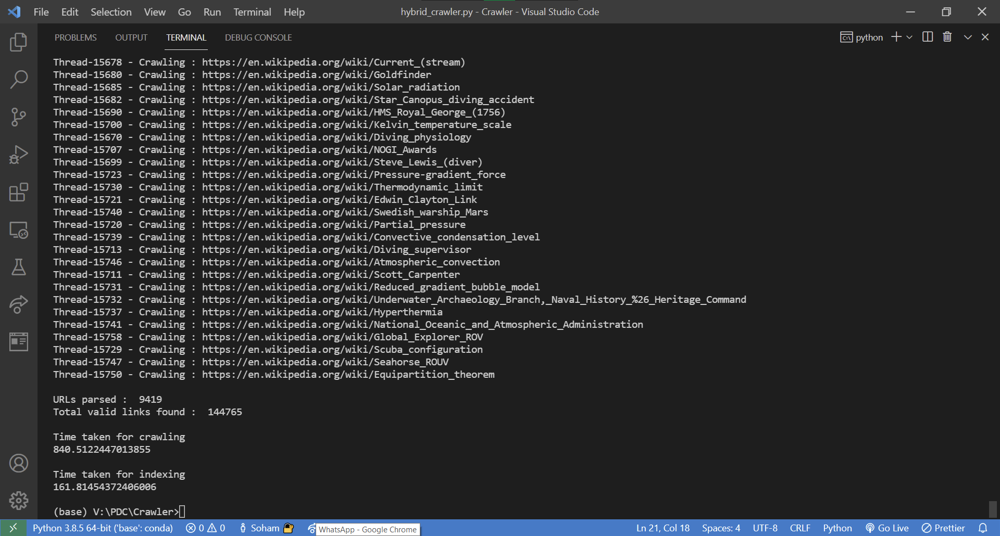 File Edit Selection View Go Run Terminal Help hybrid_crawler.py - Crawler - Visual Studio Code
PROBLEMS OUTPUT TERMINAL DEBUG CONSOLE python
Thread-15678 - Crawling : https://en.wikipedia.org/wiki/Current_(stream)
Thread-15680 - Crawling : https://en.wikipedia.org/wiki/Goldfinder
Thread-15685 - Crawling : https://en.wikipedia.org/wiki/Solar_radiation
Thread-15682 - Crawling : https://en.wikipedia.org/wiki/Star_Canopus_diving_accident
Thread-15690 - Crawling : https://en.wikipedia.org/wiki/HMS_Royal_George_(1756)
Thread-15700 - Crawling : https://en.wikipedia.org/wiki/Kelvin_temperature_scale
Thread-15670 - Crawling : https://en.wikipedia.org/wiki/Diving_physiology
Thread-15707 - Crawling : https://en.wikipedia.org/wiki/NOGI_Awards
Thread-15699 - Crawling : https://en.wikipedia.org/wiki/Steve_Lewis_(diver)
Thread-15723 - Crawling : https://en.wikipedia.org/wiki/Pressure-gradient_force
Thread-15730 - Crawling : https://en.wikipedia.org/wiki/Thermodynamic_limit
Thread-15721 - Crawling : https://en.wikipedia.org/wiki/Edwin_Clayton_Link
Thread-15740 - Crawling : https://en.wikipedia.org/wiki/Swedish_warship_Mars
Thread-15720 - Crawling : https://en.wikipedia.org/wiki/Partial_pressure
Thread-15739 - Crawling : https://en.wikipedia.org/wiki/Convective_condensation_level
Thread-15713 - Crawling : https://en.wikipedia.org/wiki/Diving_supervisor
Thread-15746 - Crawling : https://en.wikipedia.org/wiki/Atmospheric_convection
Thread-15711 - Crawling : https://en.wikipedia.org/wiki/Scott_Carpenter
Thread-15731 - Crawling : https://en.wikipedia.org/wiki/Reduced_gradient_bubble_model
Thread-15732 - Crawling : https://en.wikipedia.org/wiki/Underwater_Archaeology_Branch,_Naval_History_%26_Heritage_Command
Thread-15737 - Crawling : https://en.wikipedia.org/wiki/Hyperthermia
Thread-15741 - Crawling : https://en.wikipedia.org/wiki/National_Oceanic_and_Atmospheric_Administration
Thread-15758 - Crawling : https://en.wikipedia.org/wiki/Global_Explorer_ROV
Thread-15729 - Crawling : https://en.wikipedia.org/wiki/Scuba_configuration
Thread-15747 - Crawling : https://en.wikipedia.org/wiki/Seahorse_ROUV
Thread-15750 - Crawling : https://en.wikipedia.org/wiki/Equipartition_theorem
URLs parsed :  9419
Total valid links found :  144765
Time taken for crawling
840.5122447013855
Time taken for indexing
161.81454372406006
(base) V:\PDC\Crawler>
Python 3.8.5 64-bit ('base': conda) 0 0 Soham WhatsApp - Google Chrome Ln 21, Col 18 Spaces: 4 UTF-8 CRLF Python Go Live Prettier